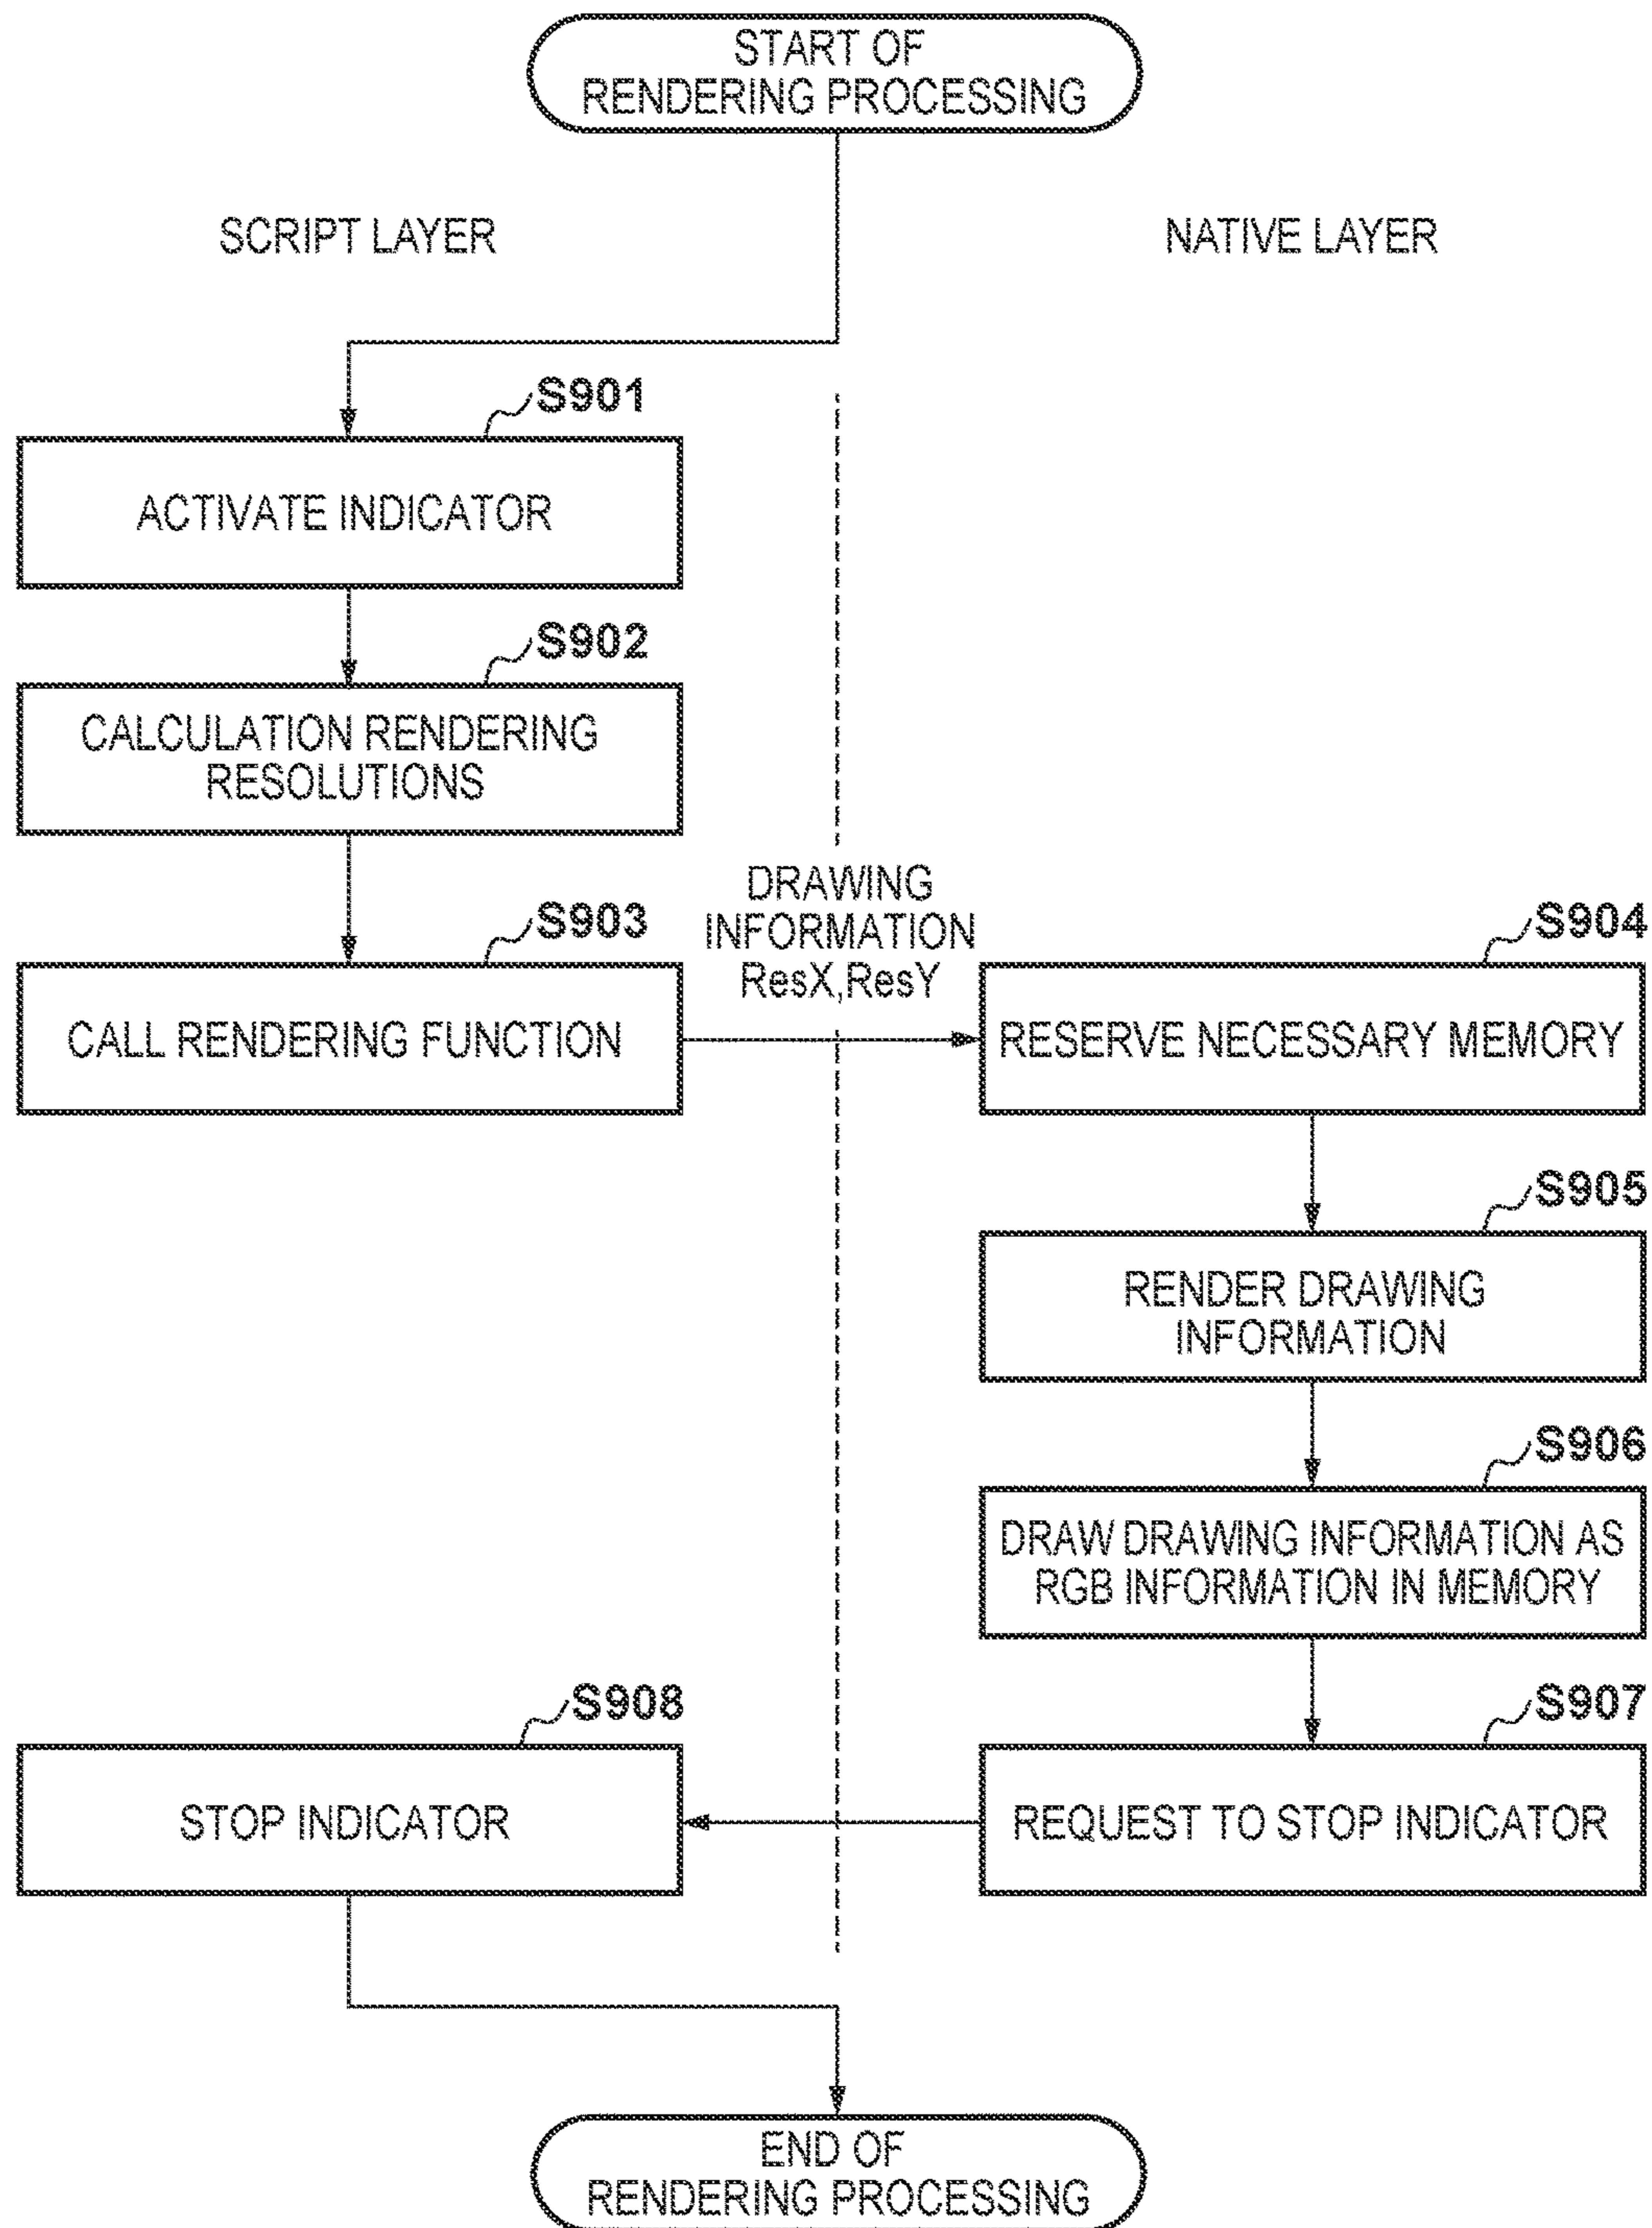 START OF
RENDERING PROCESSING
SCRIPT LAYER
NATIVE LAYER
S901
ACTIVATE INDICATOR
S902
CALCULATION RENDERING
RESOLUTIONS
S903
CALL RENDERING FUNCTION
DRAWING
INFORMATION
ResX,ResY
S904
RESERVE NECESSARY MEMORY
S905
RENDER DRAWING
INFORMATION
S906
DRAW DRAWING INFORMATION AS
RGB INFORMATION IN MEMORY
S907
REQUEST TO STOP INDICATOR
S908
STOP INDICATOR
END OF
RENDERING PROCESSING